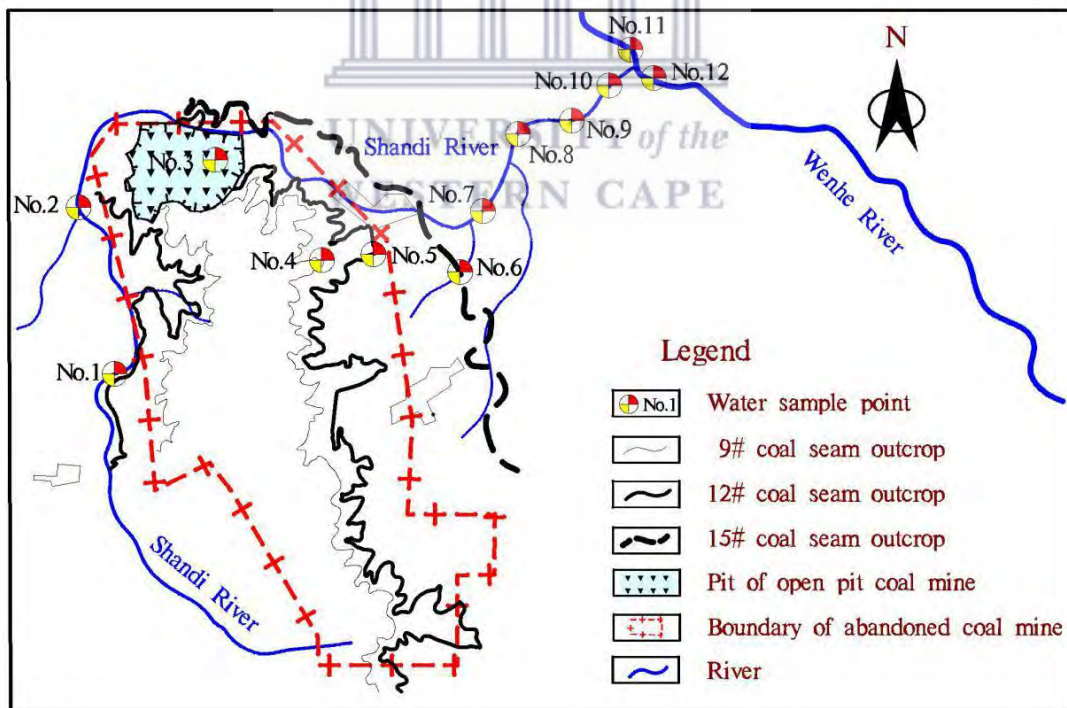 No.11
N
No.10
No.12
No.9
UNIVERSITY of the
Shandi River
No.8
No.3
WESTERN CAPE
No.2
No.7
Wenhe River
No.4
No.5
No.6
No.1
Legend
No.1 Water sample point
9# coal seam outcrop
12# coal seam outcrop
15# coal seam outcrop
Shandi River
Pit of open pit coal mine
Boundary of abandoned coal mine
River